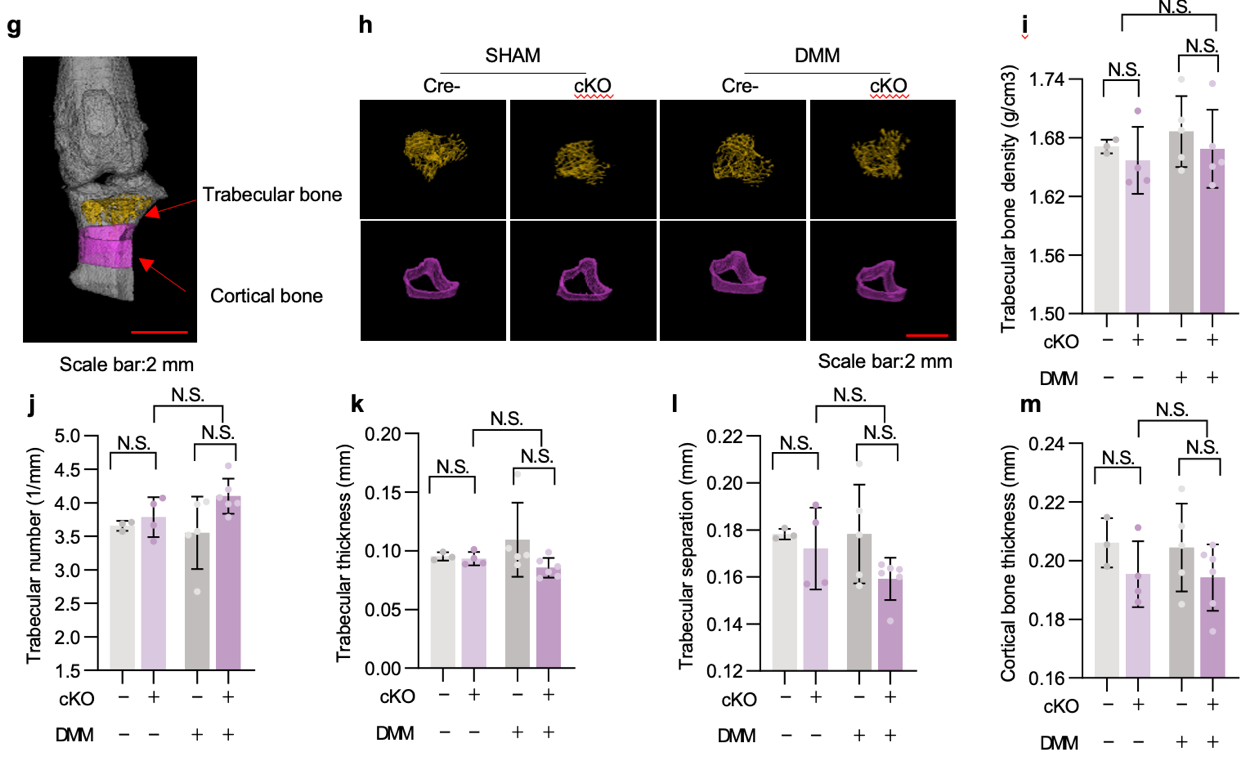 g
Trabecular bone
Cortical bone
Scale bar:2 mm
h
SHAM DMM
Cre- cKO Cre- cKO
Scale bar:2 mm
i
N.S.
N.S.
N.S.
Trabecular bone density (g/cm3)
1.74
1.68
1.62
1.56
1.50
cKO − + − +
DMM − − + +
j
N.S.
N.S.
N.S.
Trabecular number (1/mm)
5.0
4.5
4.0
3.5
3.0
2.5
2.0
1.5
cKO − + − +
DMM − − + +
k
N.S.
N.S.
N.S.
Trabecular thickness (mm)
0.20
0.15
0.10
0.05
0.00
cKO − + − +
DMM − − + +
l
N.S.
N.S.
N.S.
Trabecular separation (mm)
0.22
0.20
0.18
0.16
0.14
0.12
cKO − + − +
DMM − − + +
m
N.S.
N.S.
N.S.
Cortical bone thickness (mm)
0.24
0.22
0.20
0.18
0.16
cKO − + − +
DMM − − + +